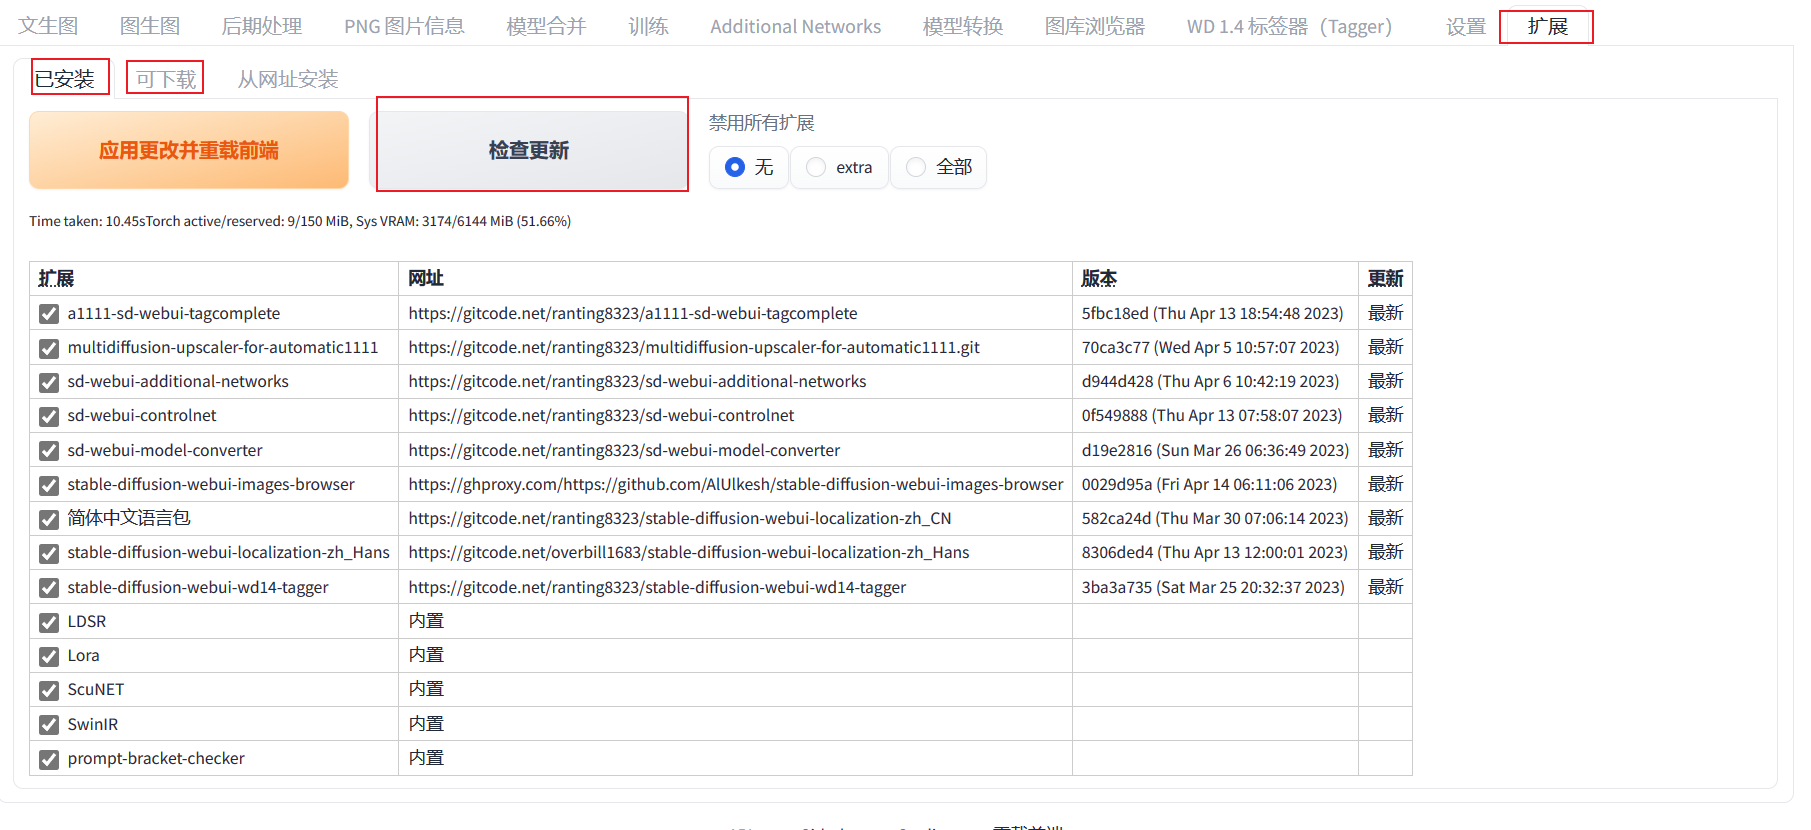 文生图 图生图 后期处理 PNG 图片信息 模型合并 训练 Additional Networks 模型转换 图库浏览器 WD 1.4 标签器（Tagger） 设置 扩展
已安装 可下载 从网址安装
应用更改并重载前端 检查更新 禁用所有扩展
无 extra 全部
Time taken: 10.45sTorch active/reserved: 9/150 MiB, Sys VRAM: 3174/6144 MiB (51.66%)
扩展 网址 版本 更新
a1111-sd-webui-tagcomplete https://gitcode.net/ranting8323/a1111-sd-webui-tagcomplete 5fbc18ed (Thu Apr 13 18:54:48 2023) 最新
multidiffusion-upscaler-for-automatic1111 https://gitcode.net/ranting8323/multidiffusion-upscaler-for-automatic1111.git 70ca3c77 (Wed Apr 5 10:57:07 2023) 最新
sd-webui-additional-networks https://gitcode.net/ranting8323/sd-webui-additional-networks d944d428 (Thu Apr 6 10:42:19 2023) 最新
sd-webui-controlnet https://gitcode.net/ranting8323/sd-webui-controlnet 0f549888 (Thu Apr 13 07:58:07 2023) 最新
sd-webui-model-converter https://gitcode.net/ranting8323/sd-webui-model-converter d19e2816 (Sun Mar 26 06:36:49 2023) 最新
stable-diffusion-webui-images-browser https://ghproxy.com/https://github.com/AlUlkesh/stable-diffusion-webui-images-browser 0029d95a (Fri Apr 14 06:11:06 2023) 最新
简体中文语言包 https://gitcode.net/ranting8323/stable-diffusion-webui-localization-zh_CN 582ca24d (Thu Mar 30 07:06:14 2023) 最新
stable-diffusion-webui-localization-zh_Hans https://gitcode.net/overbill1683/stable-diffusion-webui-localization-zh_Hans 8306ded4 (Thu Apr 13 12:00:01 2023) 最新
stable-diffusion-webui-wd14-tagger https://gitcode.net/ranting8323/stable-diffusion-webui-wd14-tagger 3ba3a735 (Sat Mar 25 20:32:37 2023) 最新
LDSR 内置
Lora 内置
ScuNET 内置
SwinIR 内置
prompt-bracket-checker 内置